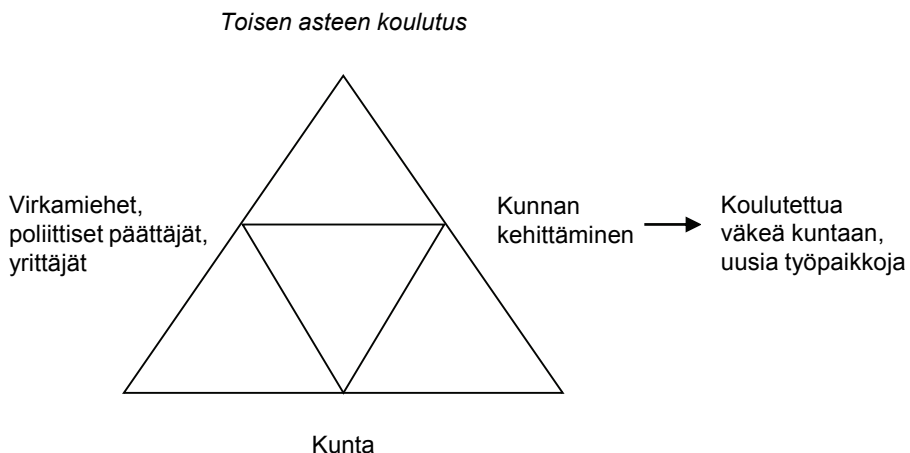 Toisen asteen koulutus
Virkamiehet,
poliittiset päättäjät,
yrittäjät
Kunnan
kehittäminen
Koulutettua
väkeä kuntaan,
uusia työpaikkoja
Kunta